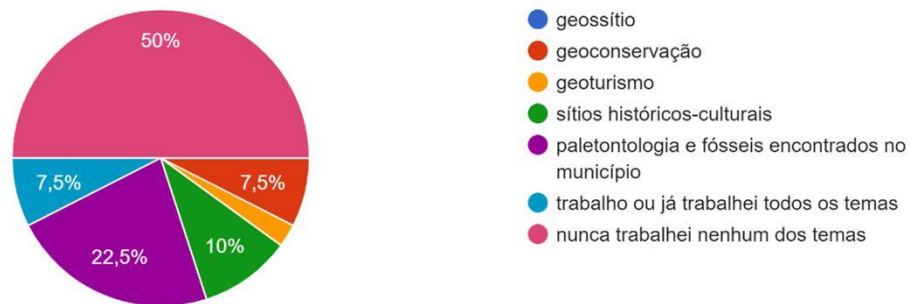 50%
7,5%
7,5%
22,5%
10%
geossítio
geoconservação
geoturismo
sítios históricos-culturais
paletontologia e fósseis encontrados no
município
trabalho ou já trabalhei todos os temas
nunca trabalhei nenhum dos temas